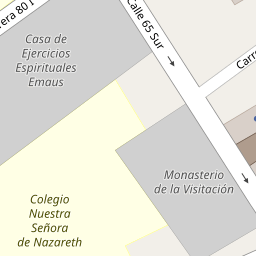 era 80 I
Calle 65 Sur
Casa de
Ejercicios
Espirituales
Emaus
Carr
Monasterio
de la Visitación
Colegio
Nuestra
Señora
de Nazareth